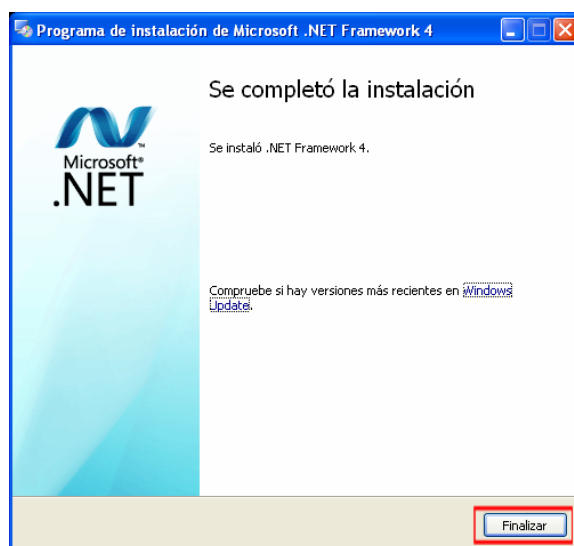 Programa de instalación de Microsoft .NET Framework 4
Se completó la instalación
Microsoft®
.NET
Se instaló .NET Framework 4.
Compruebe si hay versiones más recientes en Windows
Update.
Finalizar